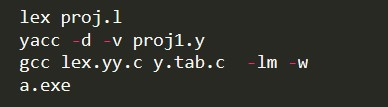 lex proj.l
yacc -d -v proj1.y
gcc lex.yy.c y.tab.c  -lm -w
a.exe